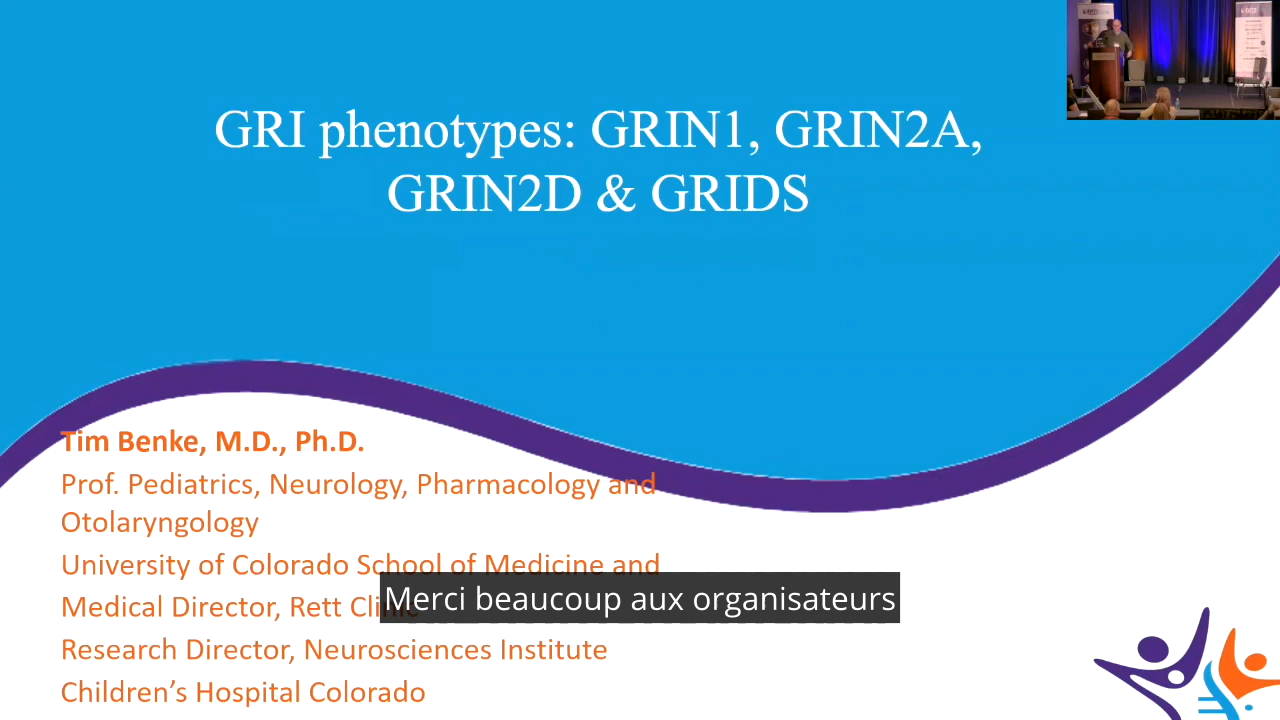 GRI phenotypes: GRIN1, GRIN2A,
GRIN2D & GRIDS
Tim Benke, M.D., Ph.D.
Prof. Pediatrics, Neurology, Pharmacology and
Otolaryngology
University of Colorado School of Medicine and
Medical Director, Rett Clinic
Research Director, Neurosciences Institute
Children’s Hospital Colorado
Merci beaucoup aux organisateurs